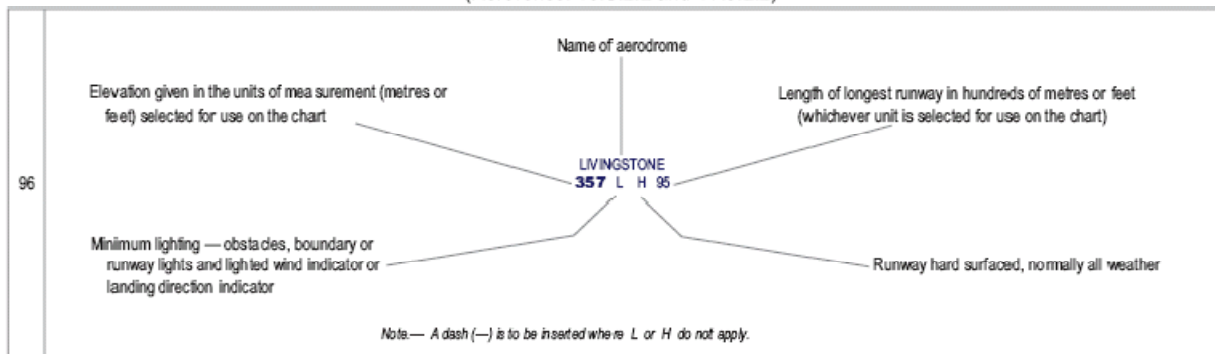 Name of aerodrome
Elevation given in the units of mea surement (metres or
feet) selected for use on the chart
Length of longest runway in hundreds of metres or feet
(whichever unit is selected for use on the chart)
LIVINGSTONE
96
357 L H 95
Minimum lighting — obstacles, boundary or
runway lights and lighted wind indicator or
landing direction indicator
Runway hard surfaced, normally all weather
Note.— A dash (—) is to be inserted where L or H do not apply.